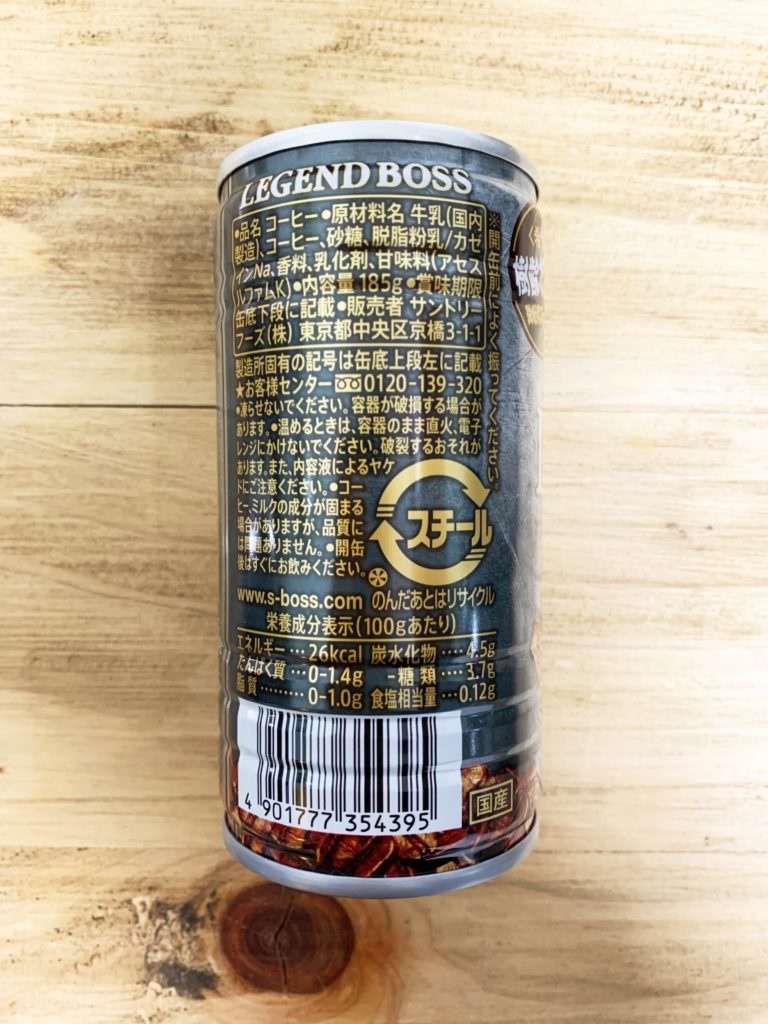 LEGEND BOSS
●品名 コーヒー●原材料名 牛乳(国内
製造)、コーヒー、砂糖、脱脂粉乳/カゼ
インNa、香料、乳化剤、甘味料(アセス
ルファムK)●内容量 185g●賞味期限
缶底下段に記載●販売者 サントリー
フーズ(株) 東京都中央区京橋3-1-1
※開缶前によく振ってください。
製造所固有の記号は缶底上段左に記載
★お客様センター 0120-139-320
●凍らせないでください。容器が破損する場合が
あります。●温めるときは、容器のまま直火、電子
レンジにかけないでください。破裂するおそれが
あります。また、内容液によるヤケ
ドにご注意ください。●コー
ヒー、ミルクの成分が固まる
場合がありますが、品質に
は問題ありません。●開缶
後はすぐにお飲みください。
スチール
www.s-boss.com のんだあとはリサイクル
栄養成分表示(100gあたり)
エネルギー…26kcal 炭水化物‥‥4.5g
たんぱく質…0-1.4g -糖類‥‥3.7g
脂質………0-1.0g 食塩相当量…0.12g
4 901777 354395
国産